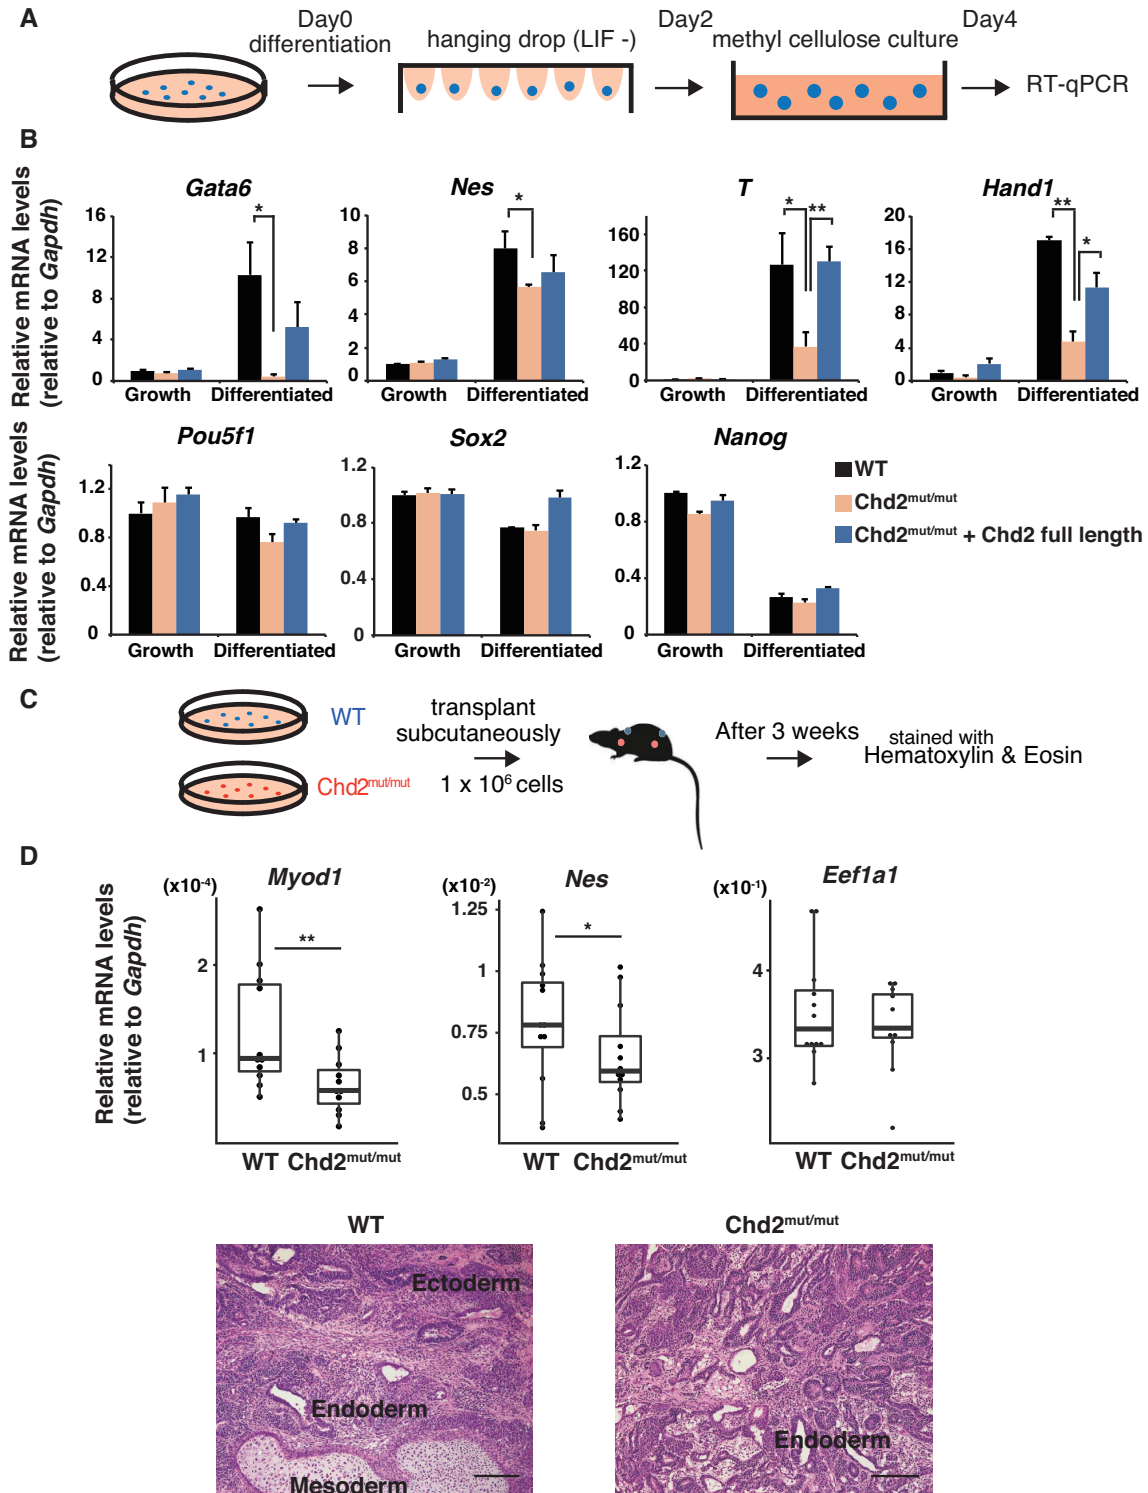 A
Day0
differentiation
hanging drop (LIF -)
Day2
methyl cellulose culture
Day4
RT-qPCR
B
Relative mRNA levels
(relative to Gapdh)
Gata6
16
12
8
4
0
Growth Differentiated
*
Nes
10
8
6
4
2
0
Growth Differentiated
*
T
160
120
80
40
0
Growth Differentiated
* **
Hand1
20
16
12
8
4
0
Growth Differentiated
**
*
Relative mRNA levels
(relative to Gapdh)
Pou5f1
1.2
0.8
0.4
0
Growth Differentiated
Sox2
1.2
0.8
0.4
0
Growth Differentiated
Nanog
1.2
0.8
0.4
0
Growth Differentiated
WT
Chd2mut/mut
Chd2mut/mut + Chd2 full length
C
WT
Chd2mut/mut
transplant
subcutaneously
1 x 10⁶ cells
After 3 weeks
stained with
Hematoxylin & Eosin
D
Relative mRNA levels
(relative to Gapdh)
(x10-4)
Myod1
2
1
**
WT Chd2mut/mut
(x10-2)
Nes
1.25
1
0.75
0.5
*
WT Chd2mut/mut
(x10-1)
Eef1a1
4
3
WT Chd2mut/mut
WT
Ectoderm
Endoderm
Mesoderm
Chd2mut/mut
Endoderm